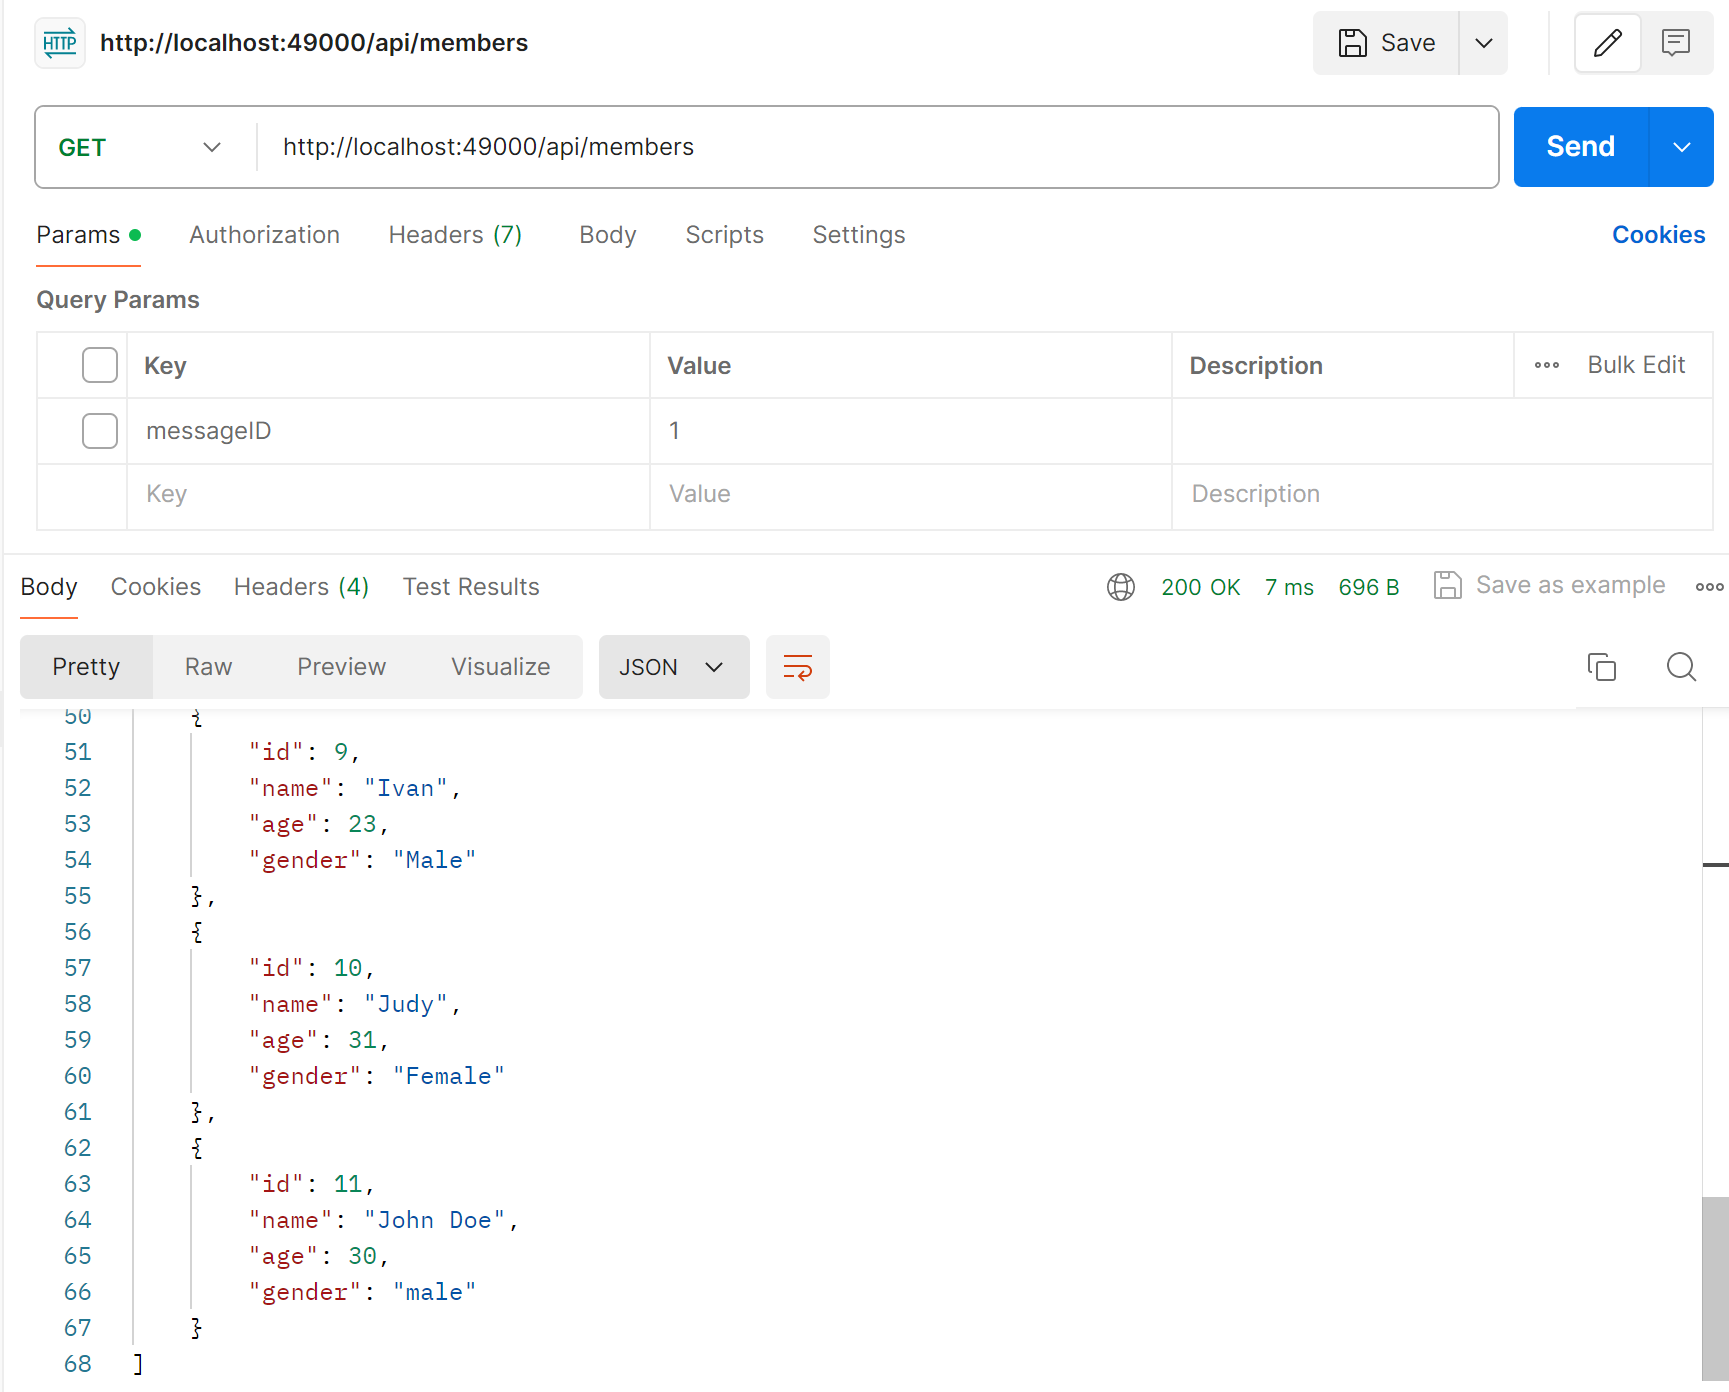 HTTP http://localhost:49000/api/members Save
GET http://localhost:49000/api/members Send
Params Authorization Headers (7) Body Scripts Settings Cookies
Query Params
Key Value Description Bulk Edit
messageID 1
Key Value Description
Body Cookies Headers (4) Test Results 200 OK 7 ms 696 B Save as example
Pretty Raw Preview Visualize JSON
50 {
51 "id": 9,
52 "name": "Ivan",
53 "age": 23,
54 "gender": "Male"
55 },
56 {
57 "id": 10,
58 "name": "Judy",
59 "age": 31,
60 "gender": "Female"
61 },
62 {
63 "id": 11,
64 "name": "John Doe",
65 "age": 30,
66 "gender": "male"
67 }
68 ]